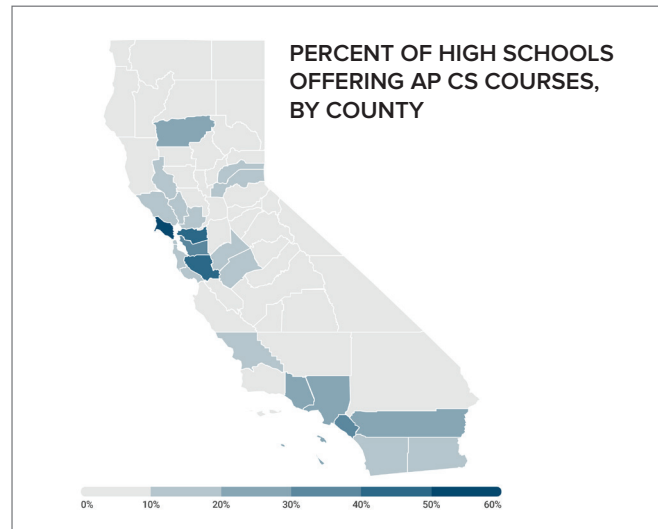 PERCENT OF HIGH SCHOOLS
OFFERING AP CS COURSES,
BY COUNTY
0% 10% 20% 30% 40% 50% 60%